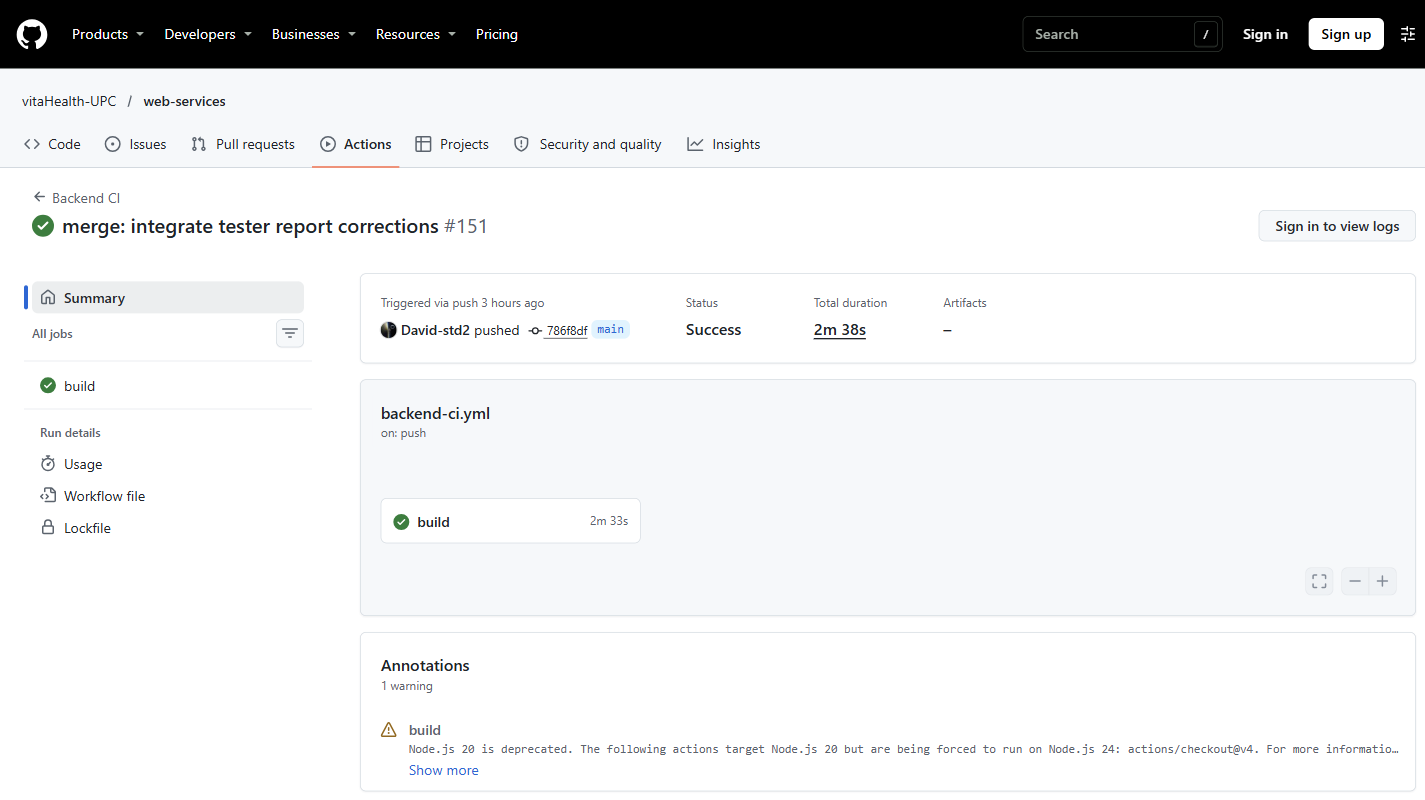 Products Developers Businesses Resources Pricing Search / Sign in Sign up
vitaHealth-UPC / web-services
Code Issues Pull requests Actions Projects Security and quality Insights
Backend CI
merge: integrate tester report corrections #151
Sign in to view logs
Summary
All jobs
build
Run details
Usage
Workflow file
Lockfile
Triggered via push 3 hours ago
David-std2 pushed 786f8df main
Status
Success
Total duration
2m 38s
Artifacts
–
backend-ci.yml
on: push
build 2m 33s
Annotations
1 warning
build
Node.js 20 is deprecated. The following actions target Node.js 20 but are being forced to run on Node.js 24: actions/checkout@v4. For more informatio…
Show more